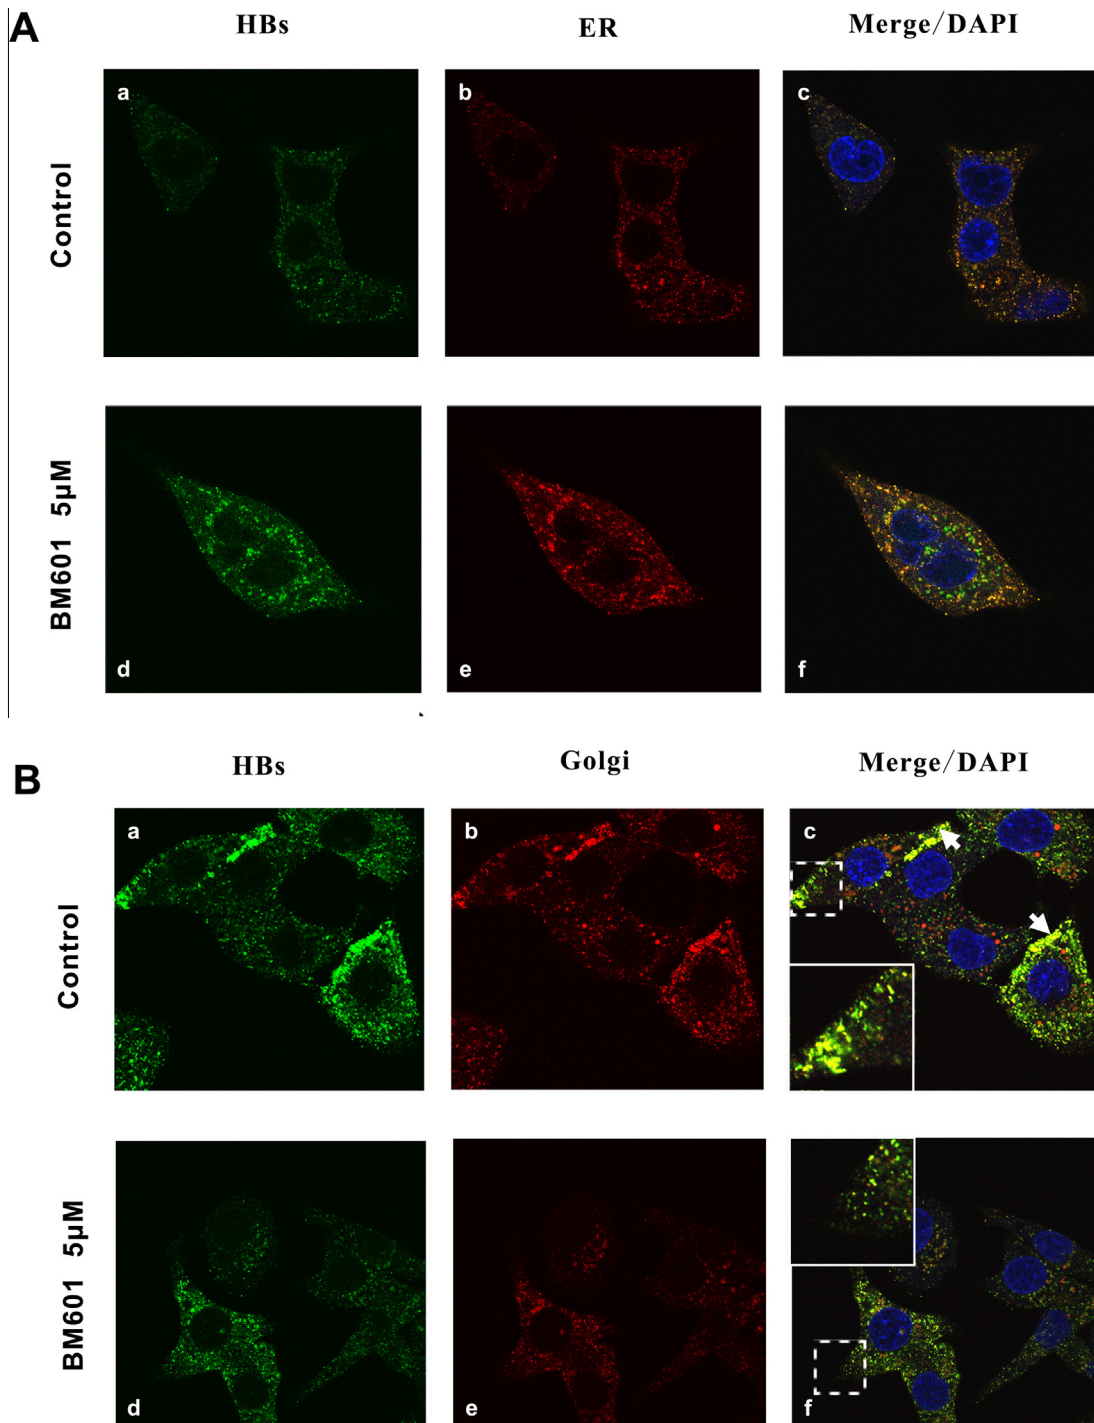 A
HBs
ER
Merge/DAPI
Control
a
b
c
BM601 5µM
d
e
f
B
HBs
Golgi
Merge/DAPI
Control
a
b
c
BM601 5µM
d
e
f